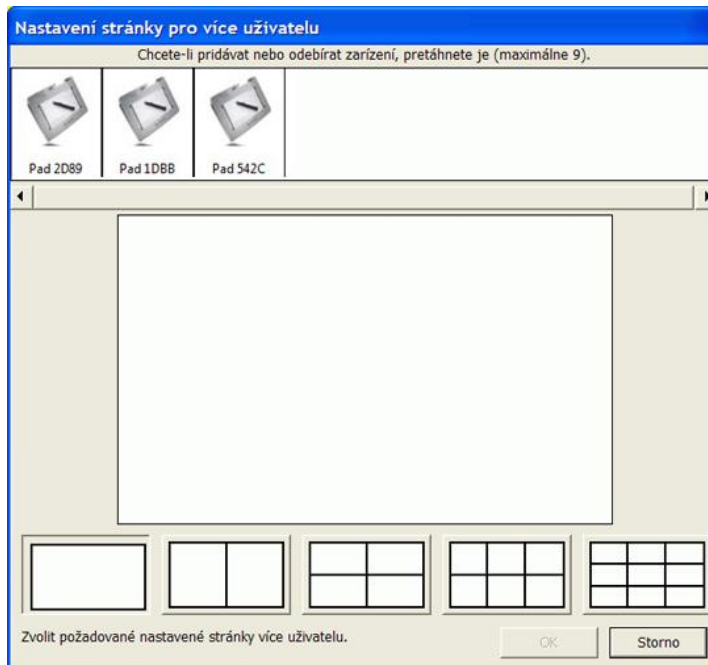 Nastavení stránky pro více uživatelu
Chcete-li pridávat nebo odebírat zarízení, pretáhnete je (maximálne 9).
Pad 2D89 Pad 1DBB Pad 542C
Zvolit požadované nastavené stránky více uživatelu.
OK Storno